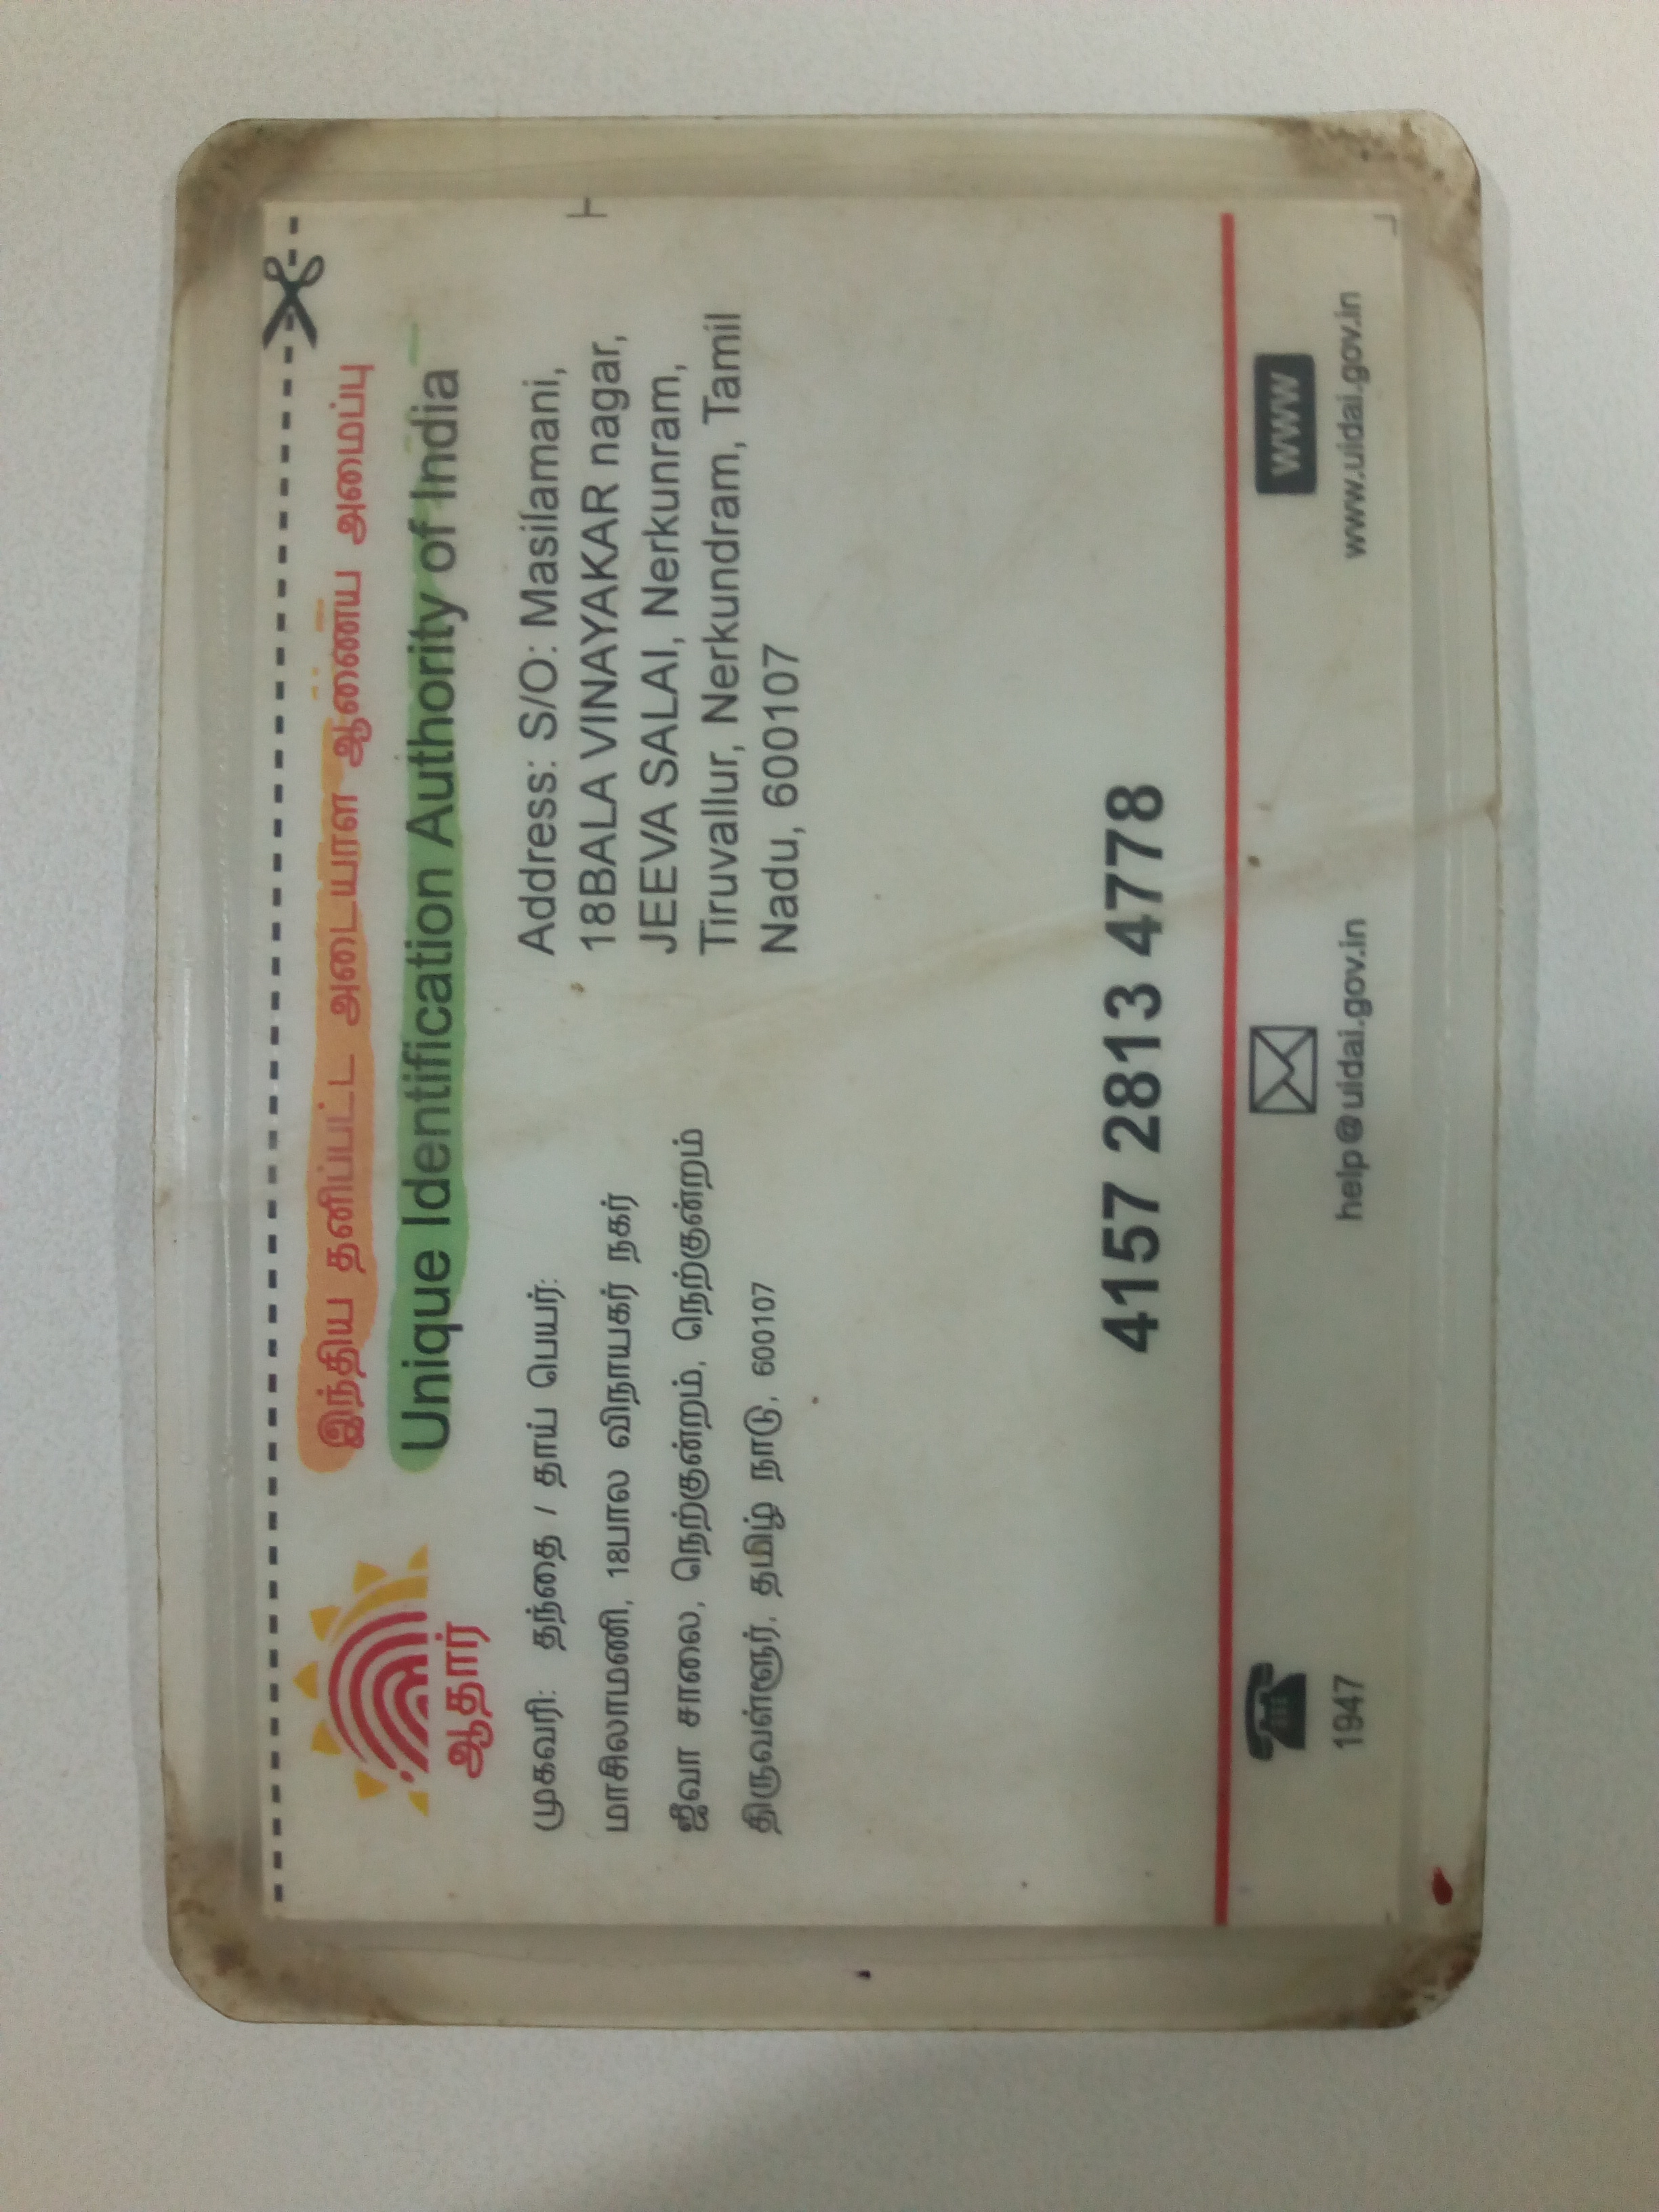 இந்திய தனிப்பட்ட அடையாள ஆணைய அமைப்பு
Unique Identification Authority of India
ஆதார்
முகவரி: தந்தை / தாய் பெயர்:
மாசிலாமணி, 18பால விநாயகர் நகர்
ஜீவா சாலை, நெற்குன்றம், நெற்குன்றம்
திருவள்ளூர், தமிழ் நாடு, 600107
Address: S/O: Masilamani,
18BALA VINAYAKAR nagar,
JEEVA SALAI, Nerkunram,
Tiruvallur, Nerkundram, Tamil
Nadu, 600107
4157 2813 4778
1947
help@uidai.gov.in
www
www.uidai.gov.in